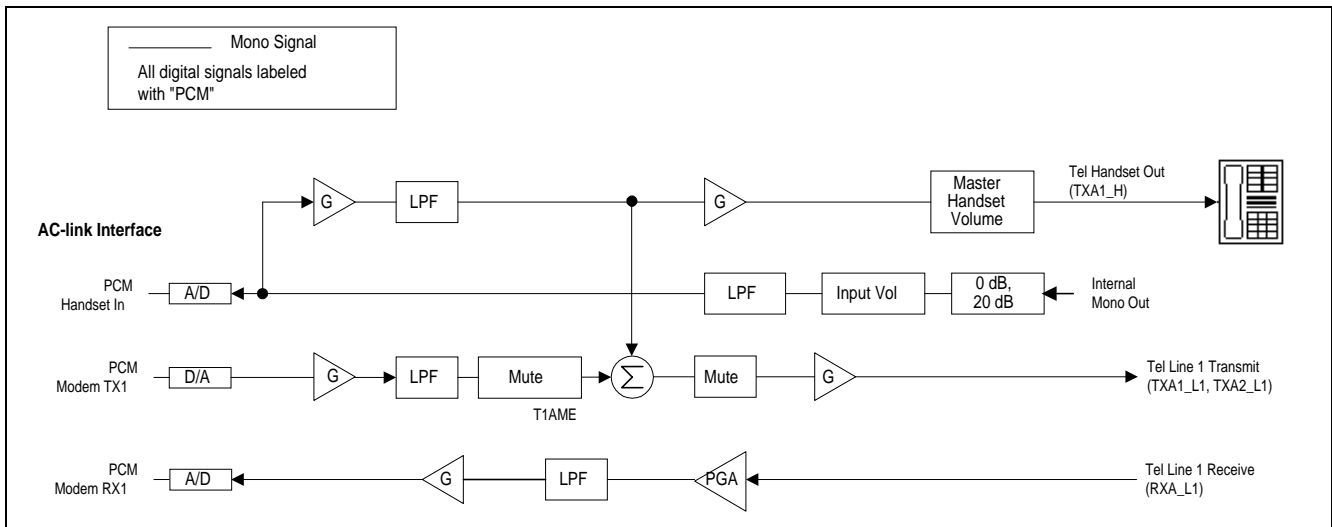 Mono Signal
All digital signals labeled
with "PCM"
G
LPF
G
Master
Handset
Volume
Tel Handset Out
(TXA1_H)
AC-link Interface
PCM
Handset In
A/D
LPF
Input Vol
0 dB,
20 dB
Internal
Mono Out
PCM
Modem TX1
D/A
G
LPF
Mute
T1AME
Σ
Mute
G
Tel Line 1 Transmit
(TXA1_L1, TXA2_L1)
PCM
Modem RX1
A/D
G
LPF
PGA
Tel Line 1 Receive
(RXA_L1)